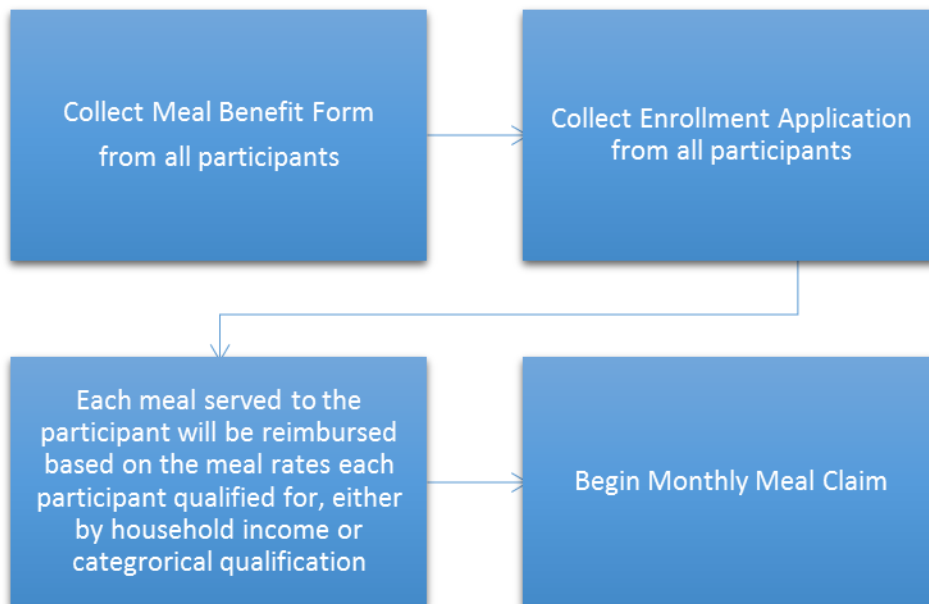 Collect Meal Benefit Form
from all participants
Collect Enrollment Application
from all participants
Each meal served to the
participant will be reimbursed
based on the meal rates each
participant qualified for, either
by household income or
categrorical qualification
Begin Monthly Meal Claim